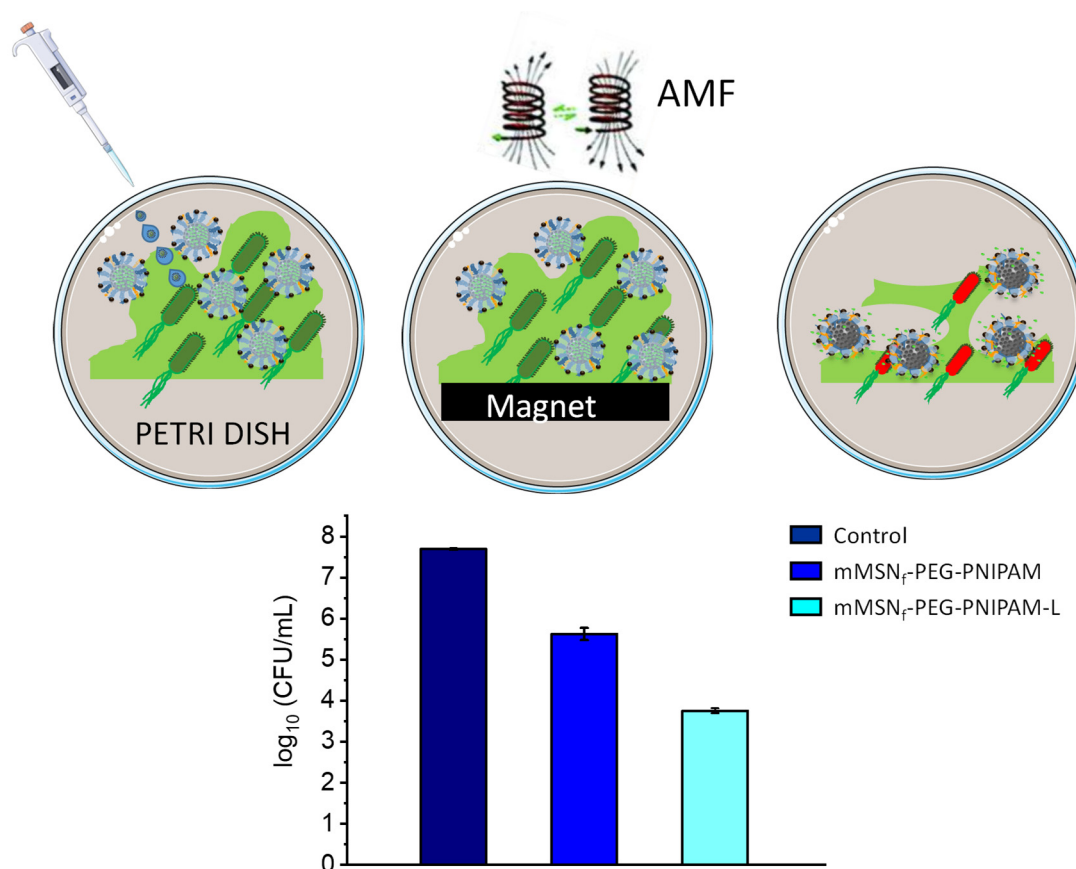 AMF
PETRI DISH
Magnet
log₁₀ (CFU/mL)
8
7
6
5
4
3
2
1
0
Control
mMSNf-PEG-PNIPAM
mMSNf-PEG-PNIPAM-L